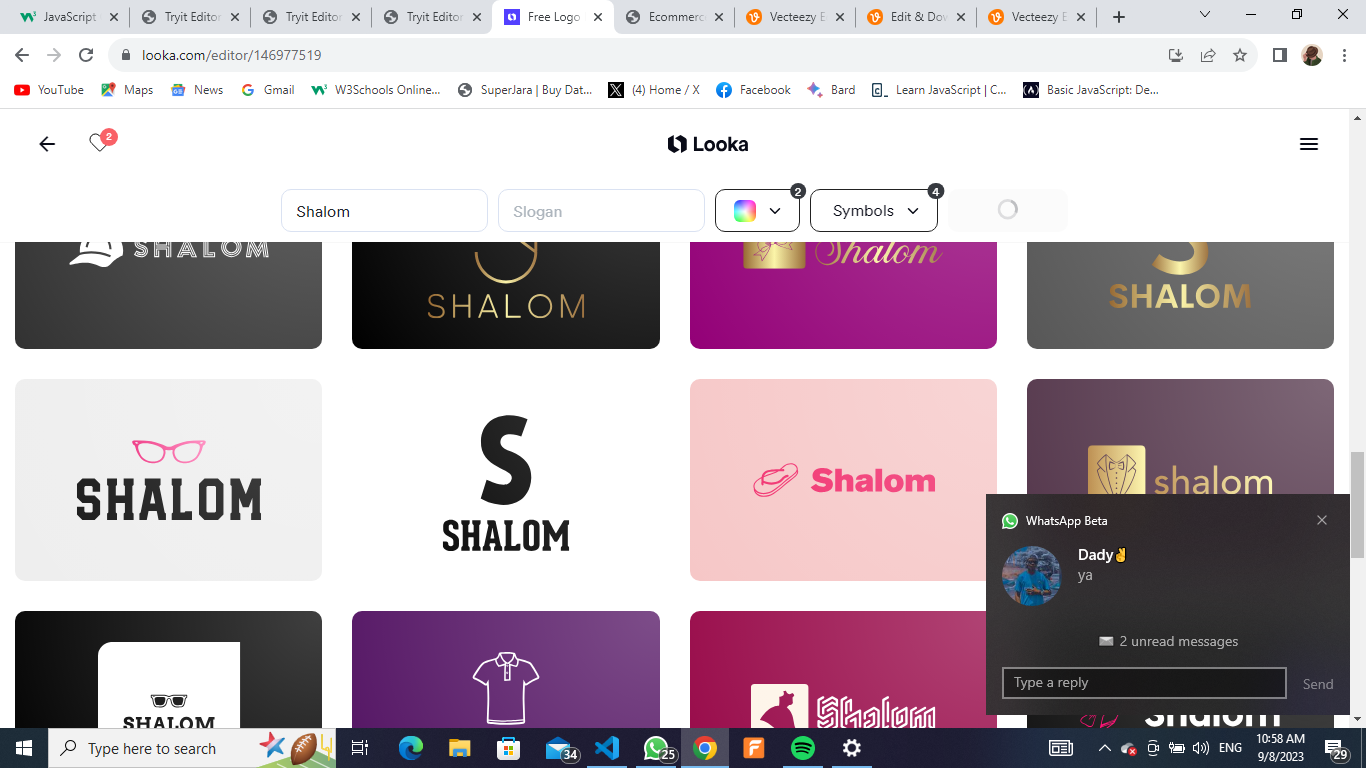 JavaScript
Tryit Editor
Tryit Editor
Tryit Editor
Free Logo
Ecommerc
Vecteezy E
Edit & Dov
Vecteezy E
looka.com/editor/146977519
YouTube
Maps
News
Gmail
W3Schools Online...
SuperJara | Buy Dat...
(4) Home / X
Facebook
Bard
Learn JavaScript | C...
Basic JavaScript: De...
2
Looka
Shalom
Slogan
2
Symbols
4
SHALOM
SHALOM
Shalom
S
SHALOM
SHALOM
S
SHALOM
Shalom
shalom
SHALOM
Shalom
Shalom
WhatsApp Beta
Dady✌
ya
2 unread messages
Type a reply
Send
Type here to search
34
25
ENG
10:58 AM
9/8/2023
29